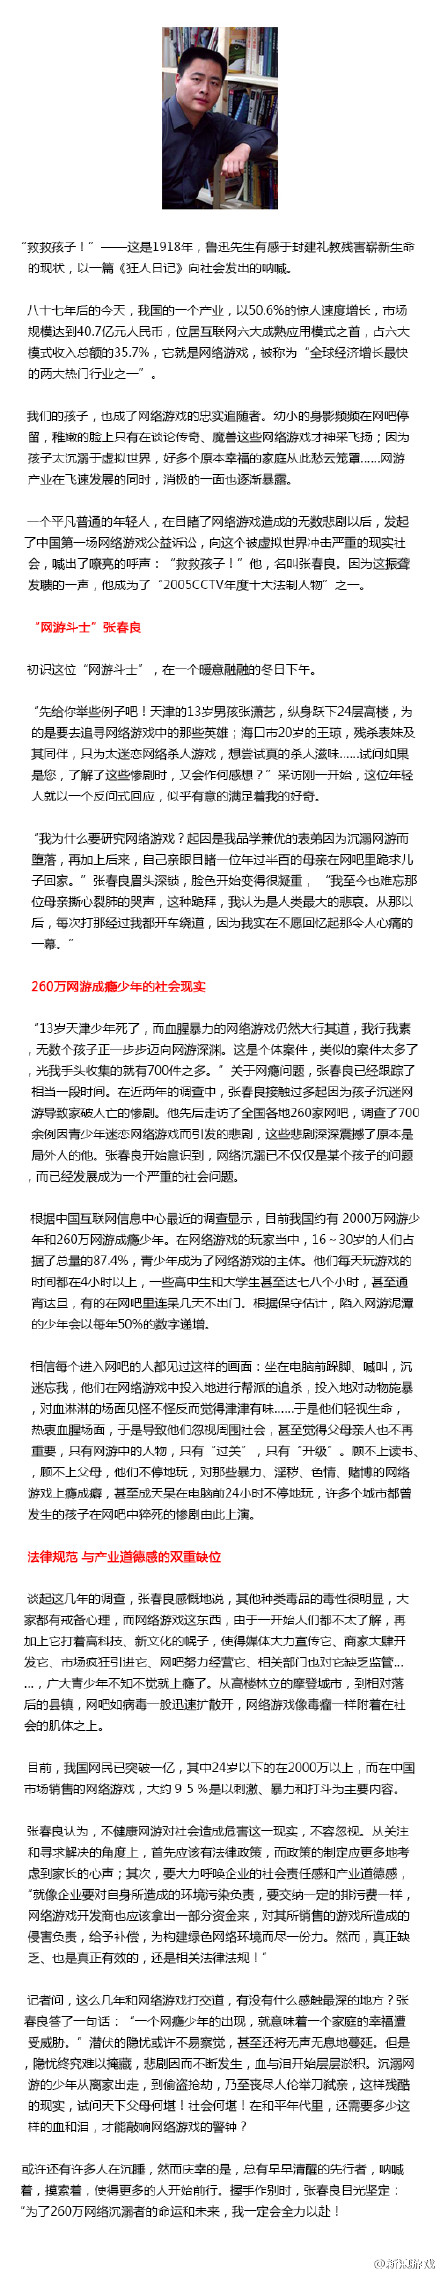 “救救孩子！”——这是1918年，鲁迅先生有感于封建礼教残害崭新生命
的现状，以一篇《狂人日记》向社会发出的呐喊。
八十七年后的今天，我国的一个产业，以50.6%的惊人速度增长，市场
规模达到40.7亿元人民币，位居互联网六大成熟应用模式之首，占六大
模式收入总额的35.7%，它就是网络游戏，被称为“全球经济增长最快
的两大热门行业之一”。
我们的孩子，也成了网络游戏的忠实追随者。幼小的身影频频在网吧停
留，稚嫩的脸上只有在谈论传奇、魔兽这些网络游戏才神采飞扬；因为
孩子太沉溺于虚拟世界，好多个原本幸福的家庭从此愁云笼罩……网游
产业在飞速发展的同时，消极的一面也逐渐暴露。
一个平凡普通的年轻人，在目睹了网络游戏造成的无数悲剧以后，发起
了中国第一场网络游戏公益诉讼，向这个被虚拟世界冲击严重的现实社
会，喊出了嘹亮的呼声：“救救孩子！”他，名叫张春良。因为这振聋
发聩的一声，他成为了“2005CCTV年度十大法制人物”之一。
“网游斗士”张春良
初识这位“网游斗士”，在一个暖意融融的冬日下午。
“先给你举些例子吧！天津的13岁男孩张潇艺，纵身跃下24层高楼，为
的是要去追寻网络游戏中的那些英雄；海口市20岁的王琼，残杀表妹及
其同伴，只为太迷恋网络杀人游戏，想尝试真的杀人滋味……试问如果
是您，了解了这些惨剧时，又会作何感想？”采访刚一开始，这位年轻
人就以一个反问式回应，似乎有意的满足着我的好奇。
“我为什么要研究网络游戏？起因是我品学兼优的表弟因为沉溺网游而
堕落，再加上后来，自己亲眼目睹一位年过半百的母亲在网吧里跪求儿
子回家。”张春良眉头深锁，脸色开始变得很凝重，“我至今也难忘那
位母亲撕心裂肺的哭声，这种跪拜，我认为是人类最大的悲哀。从那以
后，每次打那经过我都开车绕道，因为我实在不愿回忆起那令人心痛的
一幕。”
260万网游成瘾少年的社会现实
“13岁天津少年死了，而血腥暴力的网络游戏仍然大行其道，我行我素
，无数个孩子正一步步迈向网游深渊。这是个体案件，类似的案件太多了
，光我手头收集的就有700件之多。”关于网瘾问题，张春良已经跟踪了
相当一段时间。在近两年的调查中，张春良接触过多起因为孩子沉迷网
游导致家破人亡的惨剧。他先后走访了全国各地260家网吧，调查了700
余例因青少年迷恋网络游戏而引发的悲剧，这些悲剧深深震撼了原本是
局外人的他。张春良开始意识到，网络沉溺已不仅仅是某个孩子的问题
，而已经发展成为一个严重的社会问题。
根据中国互联网信息中心最近的调查显示，目前我国约有 2000万网游少
年和260万网游成瘾少年。在网络游戏的玩家当中，16～30岁的人们占
据了总量的87.4%，青少年成为了网络游戏的主体。他们每天玩游戏的
时间都在4小时以上，一些高中生和大学生甚至达七八个小时，甚至通
宵达旦，有的在网吧里连呆几天不出门。根据保守估计，陷入网游泥潭
的少年会以每年50%的数字递增。
相信每个进入网吧的人都见过这样的画面：坐在电脑前跺脚、喊叫，沉
迷忘我，他们在网络游戏中投入地进行帮派的追杀，投入地对动物施暴
，对血淋淋的场面见怪不怪反而觉得津津有味……于是他们轻视生命，
热衷血腥场面，于是导致他们忽视周围社会，甚至觉得父母亲人也不再
重要，只有网游中的人物，只有“过关”，只有“升级”。顾不上读书、
，顾不上父母，他们不停地玩，对那些暴力、淫秽、色情、赌博的网络
游戏上瘾成癖，甚至成天呆在电脑前24小时不停地玩，许多个城市都曾
发生的孩子在网吧中猝死的惨剧由此上演。
法律规范 与产业道德感的双重缺位
谈起这几年的调查，张春良感慨地说，其他种类毒品的毒性很明显，大
家都有戒备心理，而网络游戏这东西，由于一开始人们都不太了解，再
加上它打着高科技、新文化的幌子，使得媒体大力宣传它、商家大肆开
发它、市场疯狂引进它、网吧努力经营它、相关部门也对它缺乏监管…
…，广大青少年不知不觉就上瘾了。从高楼林立的摩登城市，到相对落
后的县镇，网吧如病毒一般迅速扩散开，网络游戏像毒瘤一样附着在社
会的肌体之上。
目前，我国网民已突破一亿，其中24岁以下的在2000万以上，而在中国
市场销售的网络游戏，大约９５％是以刺激、暴力和打斗为主要内容。
张春良认为，不健康网游对社会造成危害这一现实，不容忽视。从关注
和寻求解决的角度上，首先应该有法律政策，而政策的制定应更多地考
虑到家长的心声；其次，要大力呼唤企业的社会责任感和产业道德感，
“就像企业要对自身所造成的环境污染负责，要交纳一定的排污费一样，
网络游戏开发商也应该拿出一部分资金来，对其所销售的游戏所造成的
侵害负责，给予补偿，为构建绿色网络环境而尽一份力。然而，真正缺
乏、也是真正有效的，还是相关法律法规！”
记者问，这么几年和网络游戏打交道，有没有什么感触最深的地方？张
春良答了一句话：“一个网瘾少年的出现，就意味着一个家庭的幸福遭
受威胁。”潜伏的隐忧或许不易察觉，甚至还将无声无息地蔓延。但是
，隐忧终究难以掩藏，悲剧因而不断发生，血与泪开始层层淤积。沉溺网
游的少年从离家出走，到偷盗抢劫，乃至丧尽人伦举刀弑亲，这样残酷
的现实，试问天下父母何堪！社会何堪！在和平年代里，还需要多少这
样的血和泪，才能敲响网络游戏的警钟？
或许还有许多人在沉睡，然而庆幸的是，总有早早清醒的先行者，呐喊
着，摸索着，使得更多的人开始前行。握手作别时，张春良目光坚定：
“为了260万网络沉溺者的命运和未来，我一定会全力以赴！
@新浪游戏